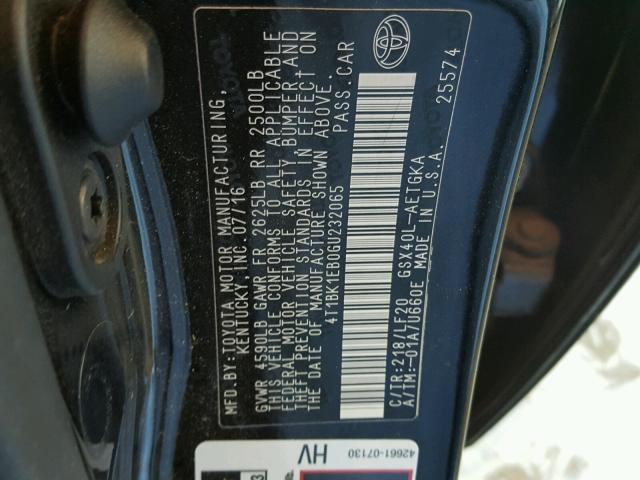 MFD.BY:TOYOTA MOTOR MANUFACTURING,
KENTUCKY, INC. 07/16
GVWR 4590LB GAWR FR 2625LB RR 2500LB
THIS VEHICLE CONFORMS TO ALL APPLICABLE
FEDERAL MOTOR VEHICLE SAFETY, BUMPER AND
THEFT PREVENTION STANDARDS IN EFFECT ON
THE DATE OF MANUFACTURE SHOWN ABOVE.
4T1BK1EB0GU232065 PASS.CAR
C/TR:218/LF20 GSX40L-AETGKA
A/TM:-01A/U660E MADE IN U.S.A. 25574
42661-07130
HV